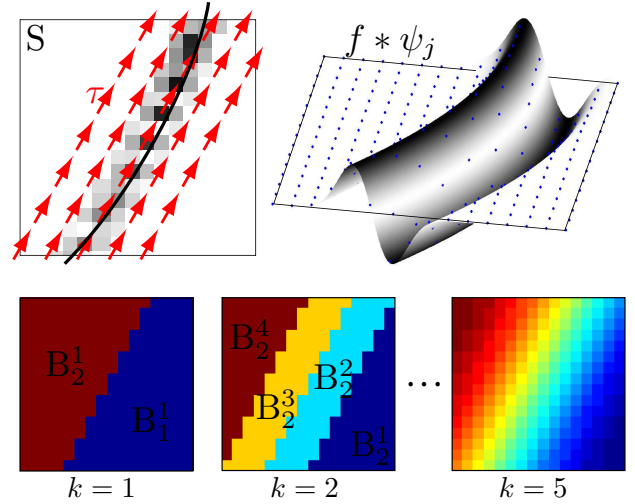 S
τ
f ∗ ψ_j
B_2^1
B_1^1
k = 1
B_2^4
B_2^3
B_2^2
B_2^1
k = 2
...
k = 5